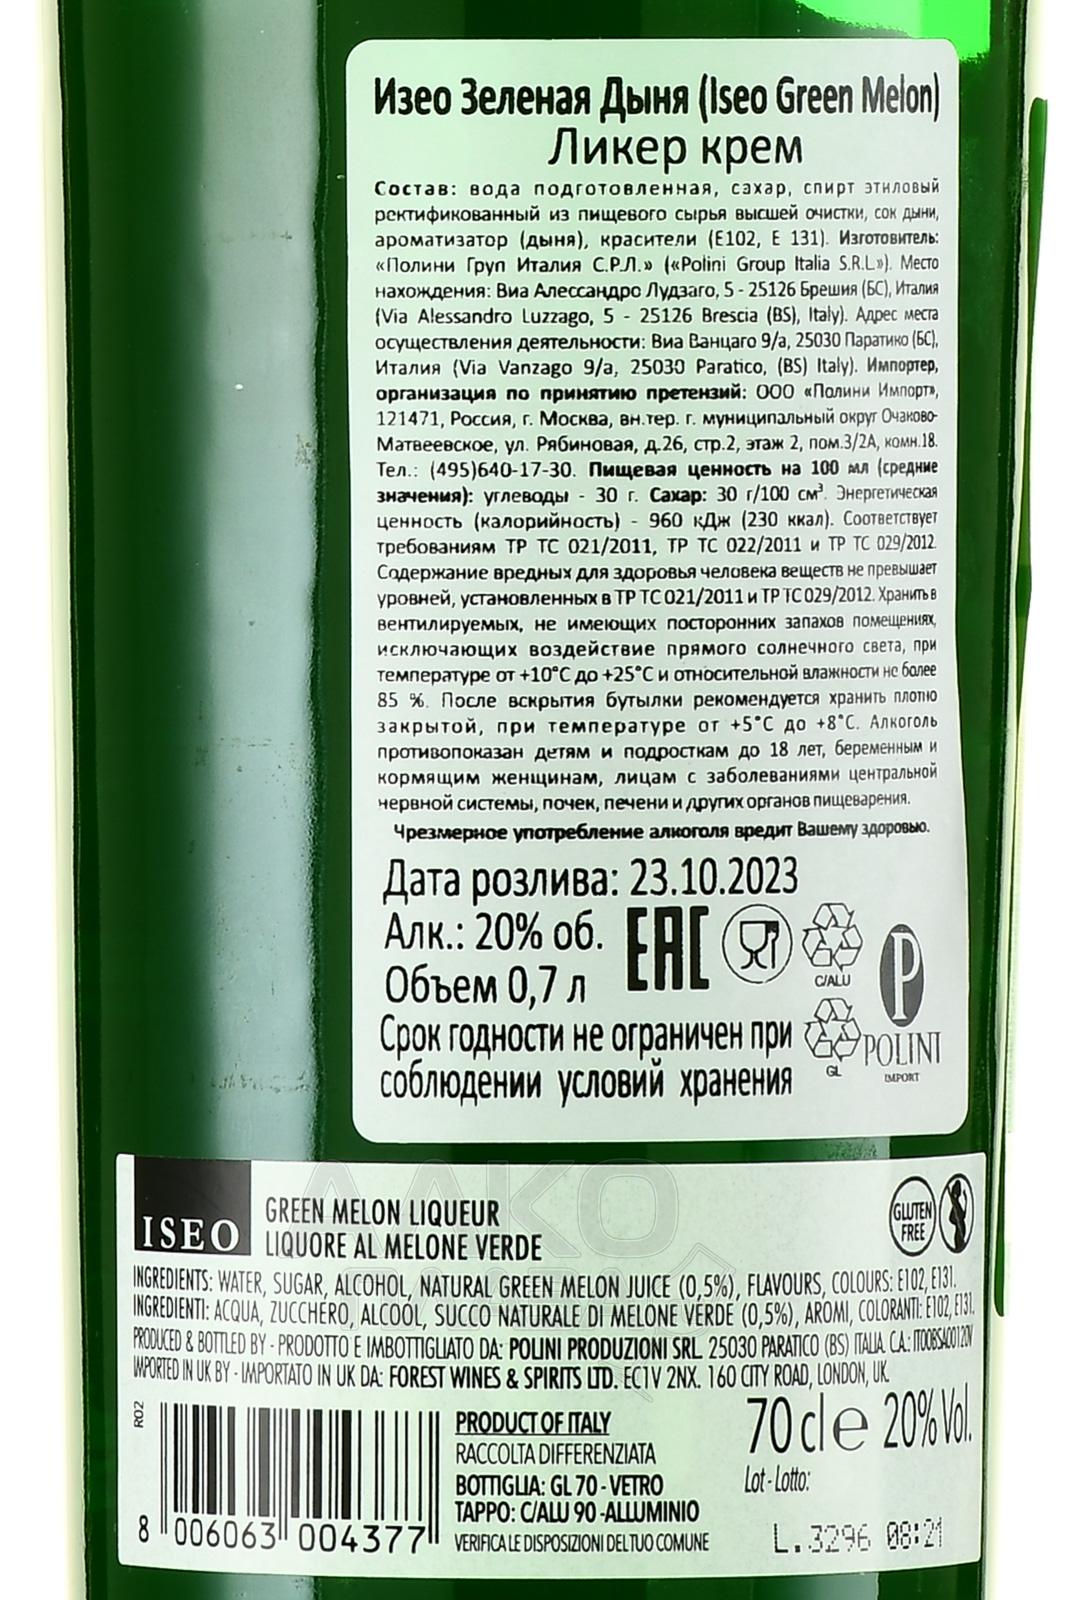 Изео Зеленая Дыня (Iseo Green Melon)
Ликер крем
Состав: вода подготовленная, сахар, спирт этиловый
ректификованный из пищевого сырья высшей очистки, сок дыни,
ароматизатор (дыня), красители (E102, E 131). Изготовитель:
«Полини Груп Италия С.Р.Л.» («Polini Group Italia S.R.L.»). Место
нахождения: Виа Алессандро Лудзаго, 5 - 25126 Брешия (БС), Италия
(Via Alessandro Luzzago, 5 - 25126 Brescia (BS), Italy). Адрес места
осуществления деятельности: Виа Ванцаго 9/а, 25030 Паратико (БС),
Италия (Via Vanzago 9/a, 25030 Paratico, (BS) Italy). Импортер,
организация по принятию претензий: ООО «Полини Импорт»,
121471, Россия, г. Москва, вн.тер. г. муниципальный округ Очаково-
Матвеевское, ул. Рябиновая, д.26, стр.2, этаж 2, пом.3/2А, комн.18.
Тел.: (495)640-17-30. Пищевая ценность на 100 мл (средние
значения): углеводы - 30 г. Сахар: 30 г/100 см³. Энергетическая
ценность (калорийность) - 960 кДж (230 ккал). Соответствует
требованиям ТР ТС 021/2011, ТР ТС 022/2011 и ТР ТС 029/2012.
Содержание вредных для здоровья человека веществ не превышает
уровней, установленных в ТР ТС 021/2011 и ТР ТС 029/2012. Хранить в
вентилируемых, не имеющих посторонних запахов помещениях,
исключающих воздействие прямого солнечного света, при
температуре от +10°С до +25°С и относительной влажности не более
85 %. После вскрытия бутылки рекомендуется хранить плотно
закрытой, при температуре от +5°С до +8°С. Алкоголь
противопоказан детям и подросткам до 18 лет, беременным и
кормящим женщинам, лицам с заболеваниями центральной
нервной системы, почек, печени и других органов пищеварения.
Чрезмерное употребление алкоголя вредит Вашему здоровью.
Дата розлива: 23.10.2023
Алк.: 20% об.
EAC
C/ALU
Объем 0,7 л
Срок годности не ограничен при
соблюдении условий хранения
GL
P
POLINI
IMPORT
ISEO
GREEN MELON LIQUEUR
LIQUORE AL MELONE VERDE
GLUTEN
FREE
INGREDIENTS: WATER, SUGAR, ALCOHOL, NATURAL GREEN MELON JUICE (0,5%), FLAVOURS, COLOURS: E102, E131.
INGREDIENTI: ACQUA, ZUCCHERO, ALCOOL, SUCCO NATURALE DI MELONE VERDE (0,5%), AROMI, COLORANTI: E102, E131.
PRODUCED & BOTTLED BY - PRODOTTO E IMBOTTIGLIATO DA: POLINI PRODUZIONI SRL 25030 PARATICO (BS) ITALIA C.A.: IT00BSA00120V
IMPORTED IN UK BY - IMPORTATO IN UK DA: FOREST WINES & SPIRITS LTD. EC1V 2NX. 160 CITY ROAD, LONDON, UK.
R02
8 006063 004377
PRODUCT OF ITALY
RACCOLTA DIFFERENZIATA
BOTTIGLIA: GL 70 - VETRO
TAPPO: C/ALU 90 -ALLUMINIO
VERIFICA LE DISPOSIZIONI DEL TUO COMUNE
70 cl e 20% Vol.
Lot - Lotto:
L.3296 08:21